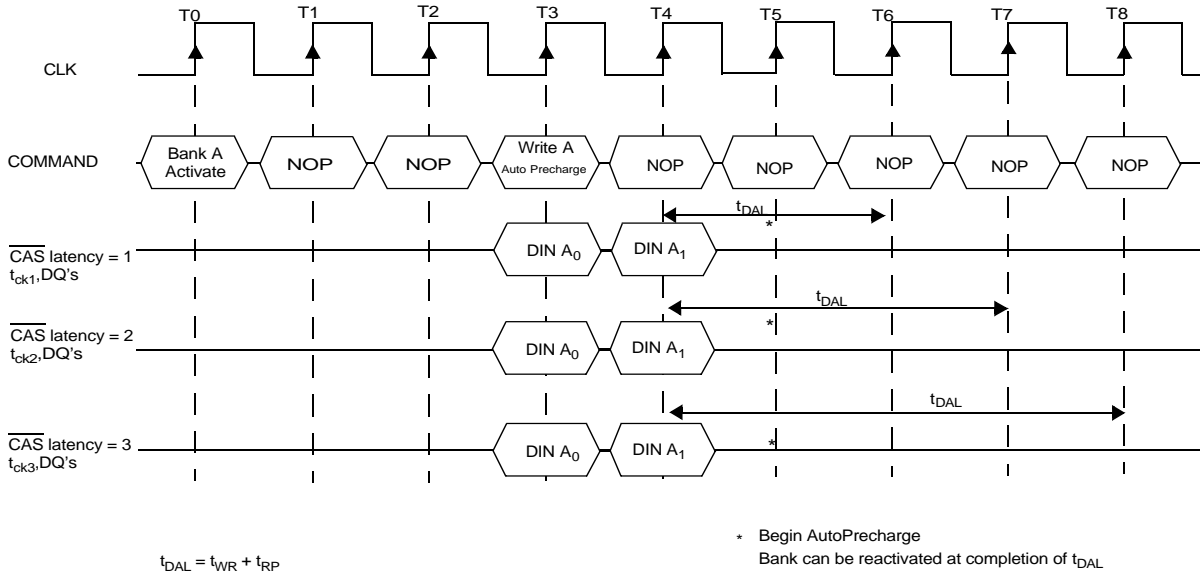 T0 T1 T2 T3 T4 T5 T6 T7 T8
CLK
COMMAND
Bank A
Activate
NOP
NOP
Write A
Auto Precharge
NOP
NOP
NOP
NOP
NOP
tDAL
*
CAS latency = 1
tck1,DQ's
DIN A0
DIN A1
tDAL
*
CAS latency = 2
tck2,DQ's
DIN A0
DIN A1
tDAL
*
CAS latency = 3
tck3,DQ's
DIN A0
DIN A1
* Begin AutoPrecharge
Bank can be reactivated at completion of tDAL
tDAL = tWR + tRP